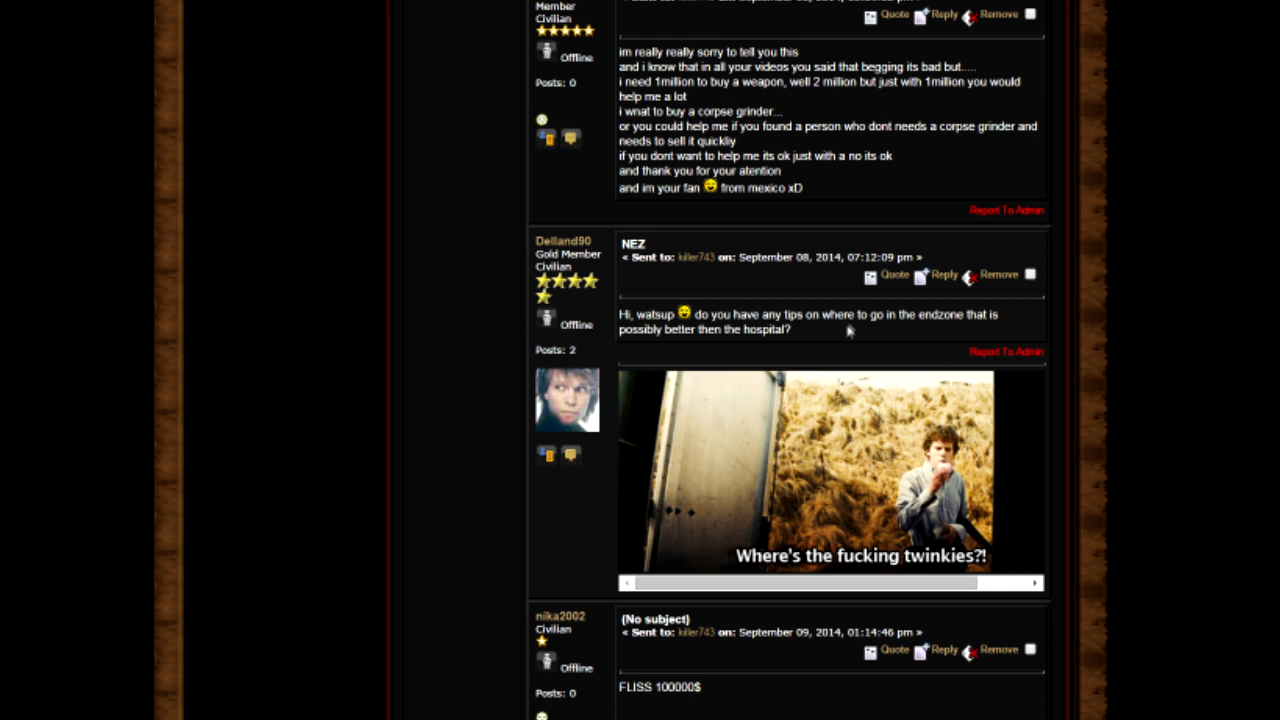 Member
Civilian
Quote Reply Remove
Offline
Posts: 0
im really really sorry to tell you this
and i know that in all your videos you said that begging its bad but.....
i need 1million to buy a weapon, well 2 million but just with 1million you would
help me a lot
i wnat to buy a corpse grinder...
or you could help me if you found a person who dont needs a corpse grinder and
needs to sell it quickliy
if you dont want to help me its ok just with a no its ok
and thank you for your atention
and im your fan from mexico xD
Report To Admin
Delland90
Gold Member
Civilian
Offline
Posts: 2
NEZ
« Sent to: killer743 on: September 08, 2014, 07:12:09 pm »
Quote Reply Remove
Hi, watsup do you have any tips on where to go in the endzone that is
possibly better then the hospital?
Report To Admin
Where's the fucking twinkies?!
nika2002
Civilian
Offline
Posts: 0
(No subject)
« Sent to: killer743 on: September 09, 2014, 01:14:46 pm »
Quote Reply Remove
FLISS 100000$